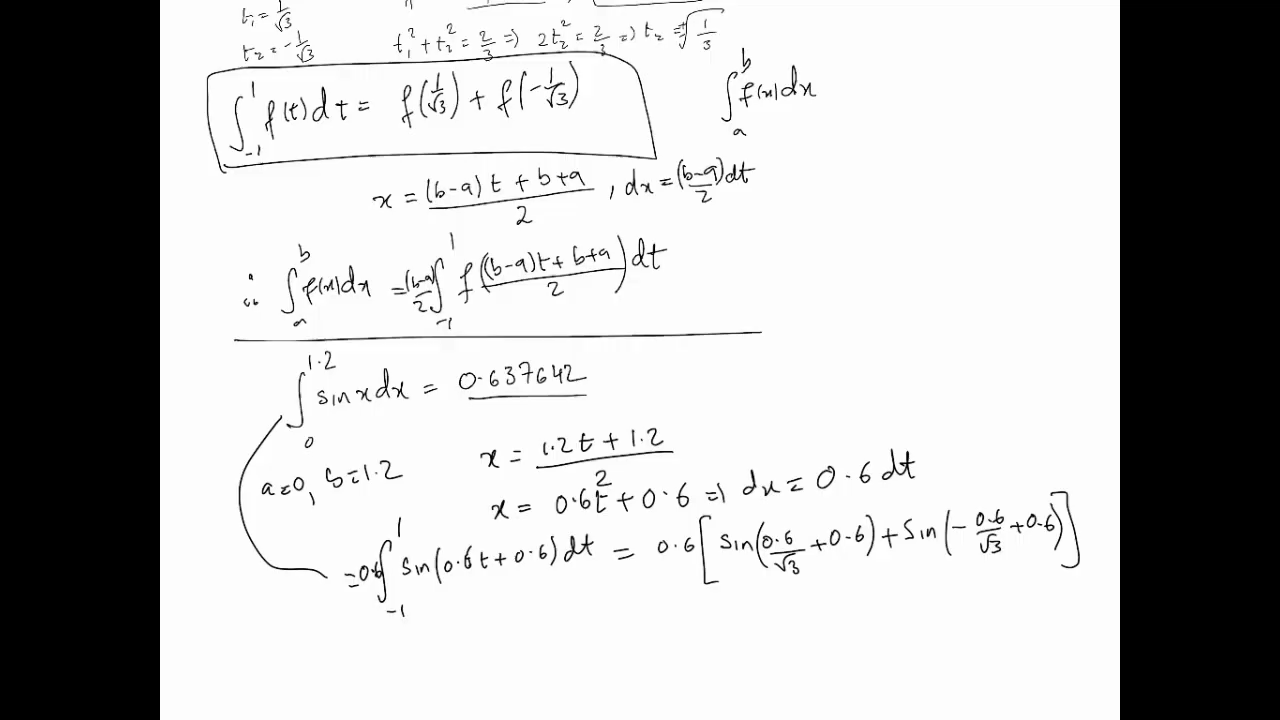 t₁ = 1/√3
t₂ = -1/√3 t₁² + t₂² = 2/3 ⇒ 2t₂² = 2/3 ⇒ t₂ = √(1/3)
∫₋₁¹ f(t)dt = f(1/√3) + f(-1/√3) ∫ₐᵇ f(x)dx
x = ((b-a)t + b+a)/2 , dx = ((b-a)/2)dt
∴ ∫ₐᵇ f(x)dx = (b-a)/2 ∫₋₁¹ f(((b-a)t + b+a)/2) dt
∫₀^1.2 sin x dx = 0.637642
a=0, b=1.2 x = (1.2t + 1.2)/2
x = 0.6t + 0.6 ⇒ dx = 0.6 dt
= 0.6 ∫₋₁¹ sin(0.6t + 0.6) dt = 0.6[sin(0.6/√3 + 0.6) + sin(-0.6/√3 + 0.6)]